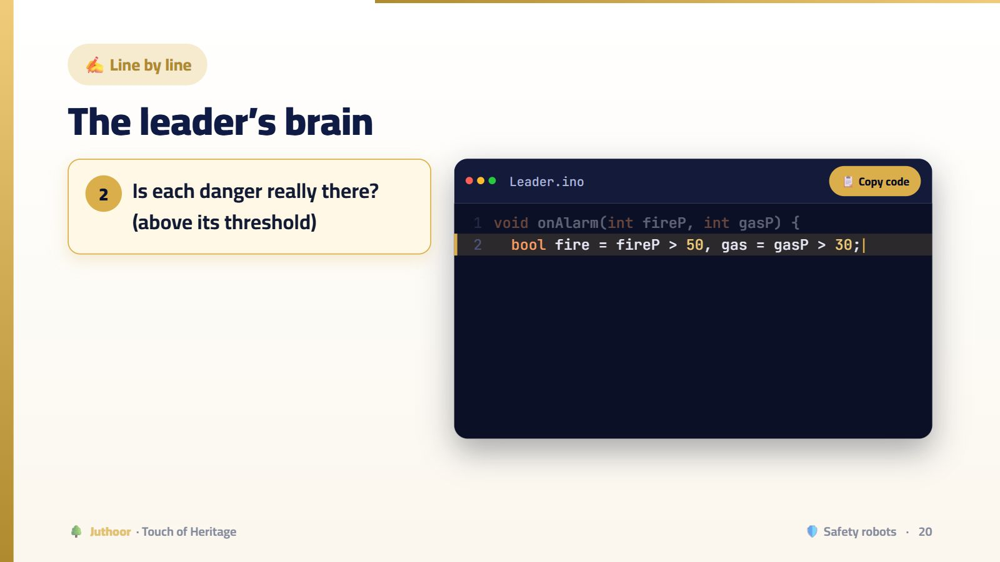 ✍️ Line by line
The leader’s brain
2
Is each danger really there?
(above its threshold)
Leader.ino
📋 Copy code
1 void onAlarm(int fireP, int gasP) {
2   bool fire = fireP > 50, gas = gasP > 30;
🌳 Juthoor · Touch of Heritage
🛡️ Safety robots · 20